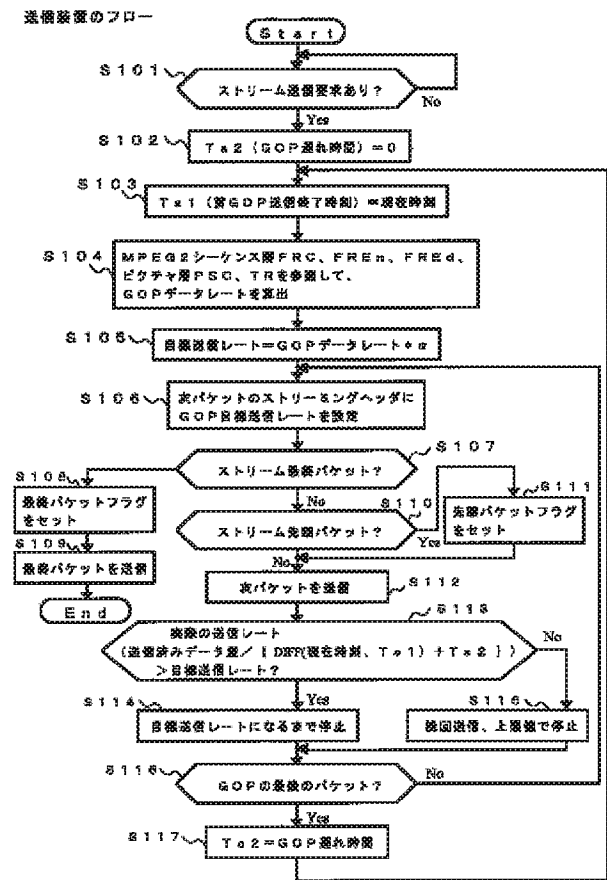 送信装置のフロー
Start
S101
ストリーム送信要求あり?
No
Yes
S102
Ts2 (GOP遅れ時間) =0
S103
Ts1 (前GOP送信終了時刻) =現在時刻
S104
MPEG2シーケンス層FRC、FREn、FREd、
ピクチャ層PSC、TRを参照して、
GOPデータレートを算出
S105
目標送信レート=GOPデータレート*α
S106
次パケットのストリーミングヘッダに
GOP目標送信レートを設定
S107
ストリーム最終パケット?
S108
最終パケットフラグ
をセット
No
S109
最終パケットを送信
End
S110
ストリーム先頭パケット?
Yes
S111
先頭パケットフラグ
をセット
No
S112
次パケットを送信
S113
実際の送信レート
(送信済みデータ量/{DIFF(現在時刻、Ts1)+Ts2})
>目標送信レート?
No
Yes
S114
目標送信レートになるまで停止
S115
送信、上限値で停止
S116
GOPの最後のパケット?
No
Yes
S117
Ts2=GOP遅れ時間